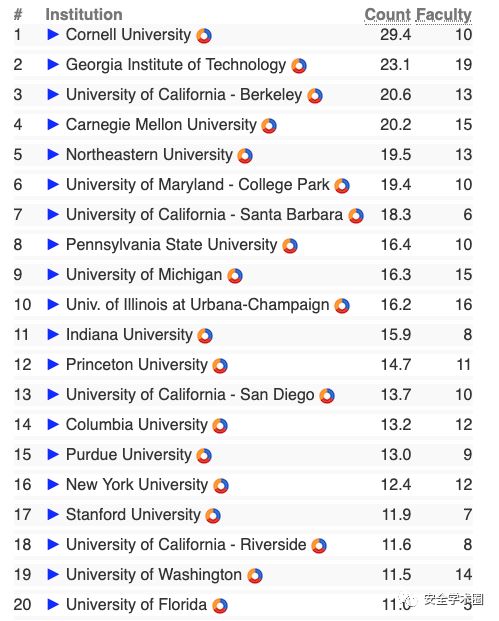 # Institution Count Faculty
1 ► Cornell University 29.4 10
2 ► Georgia Institute of Technology 23.1 19
3 ► University of California - Berkeley 20.6 13
4 ► Carnegie Mellon University 20.2 15
5 ► Northeastern University 19.5 13
6 ► University of Maryland - College Park 19.4 10
7 ► University of California - Santa Barbara 18.3 6
8 ► Pennsylvania State University 16.4 10
9 ► University of Michigan 16.3 15
10 ► Univ. of Illinois at Urbana-Champaign 16.2 16
11 ► Indiana University 15.9 8
12 ► Princeton University 14.7 11
13 ► University of California - San Diego 13.7 10
14 ► Columbia University 13.2 12
15 ► Purdue University 13.0 9
16 ► New York University 12.4 12
17 ► Stanford University 11.9 7
18 ► University of California - Riverside 11.6 8
19 ► University of Washington 11.5 14
20 ► University of Florida
安全学术圈